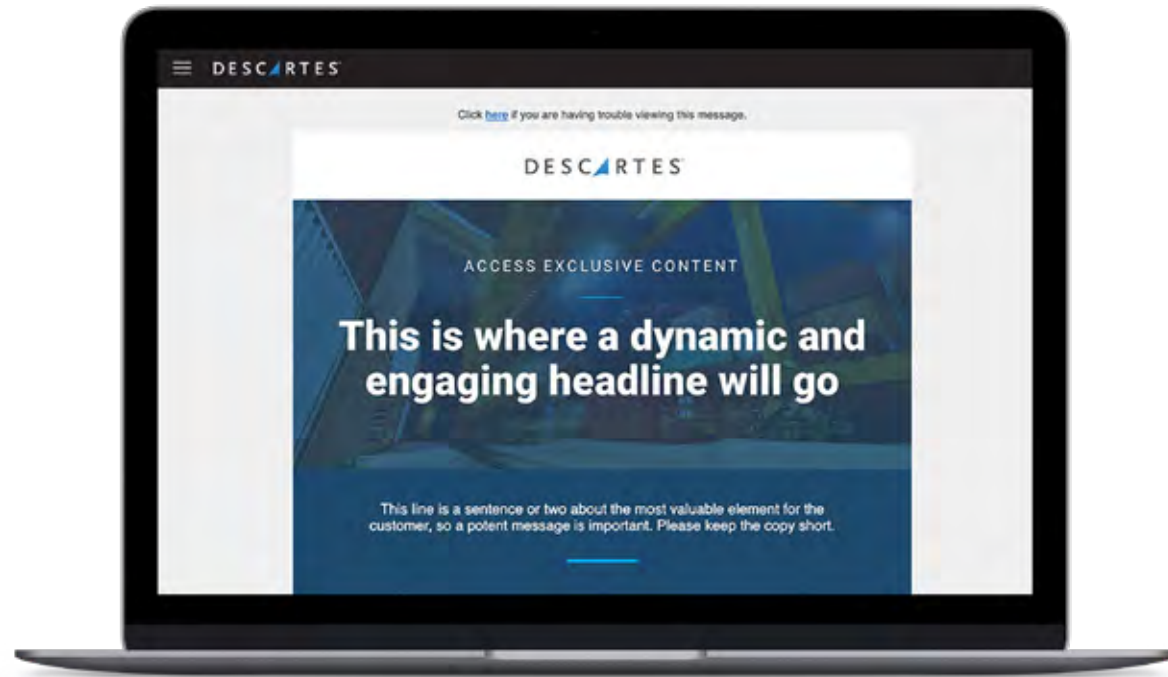 DESCARTES
Click here if you are having trouble viewing this message.
DESCARTES
ACCESS EXCLUSIVE CONTENT
This is where a dynamic and
engaging headline will go
This line is a sentence or two about the most valuable element for the
customer, so a potent message is important. Please keep the copy short.